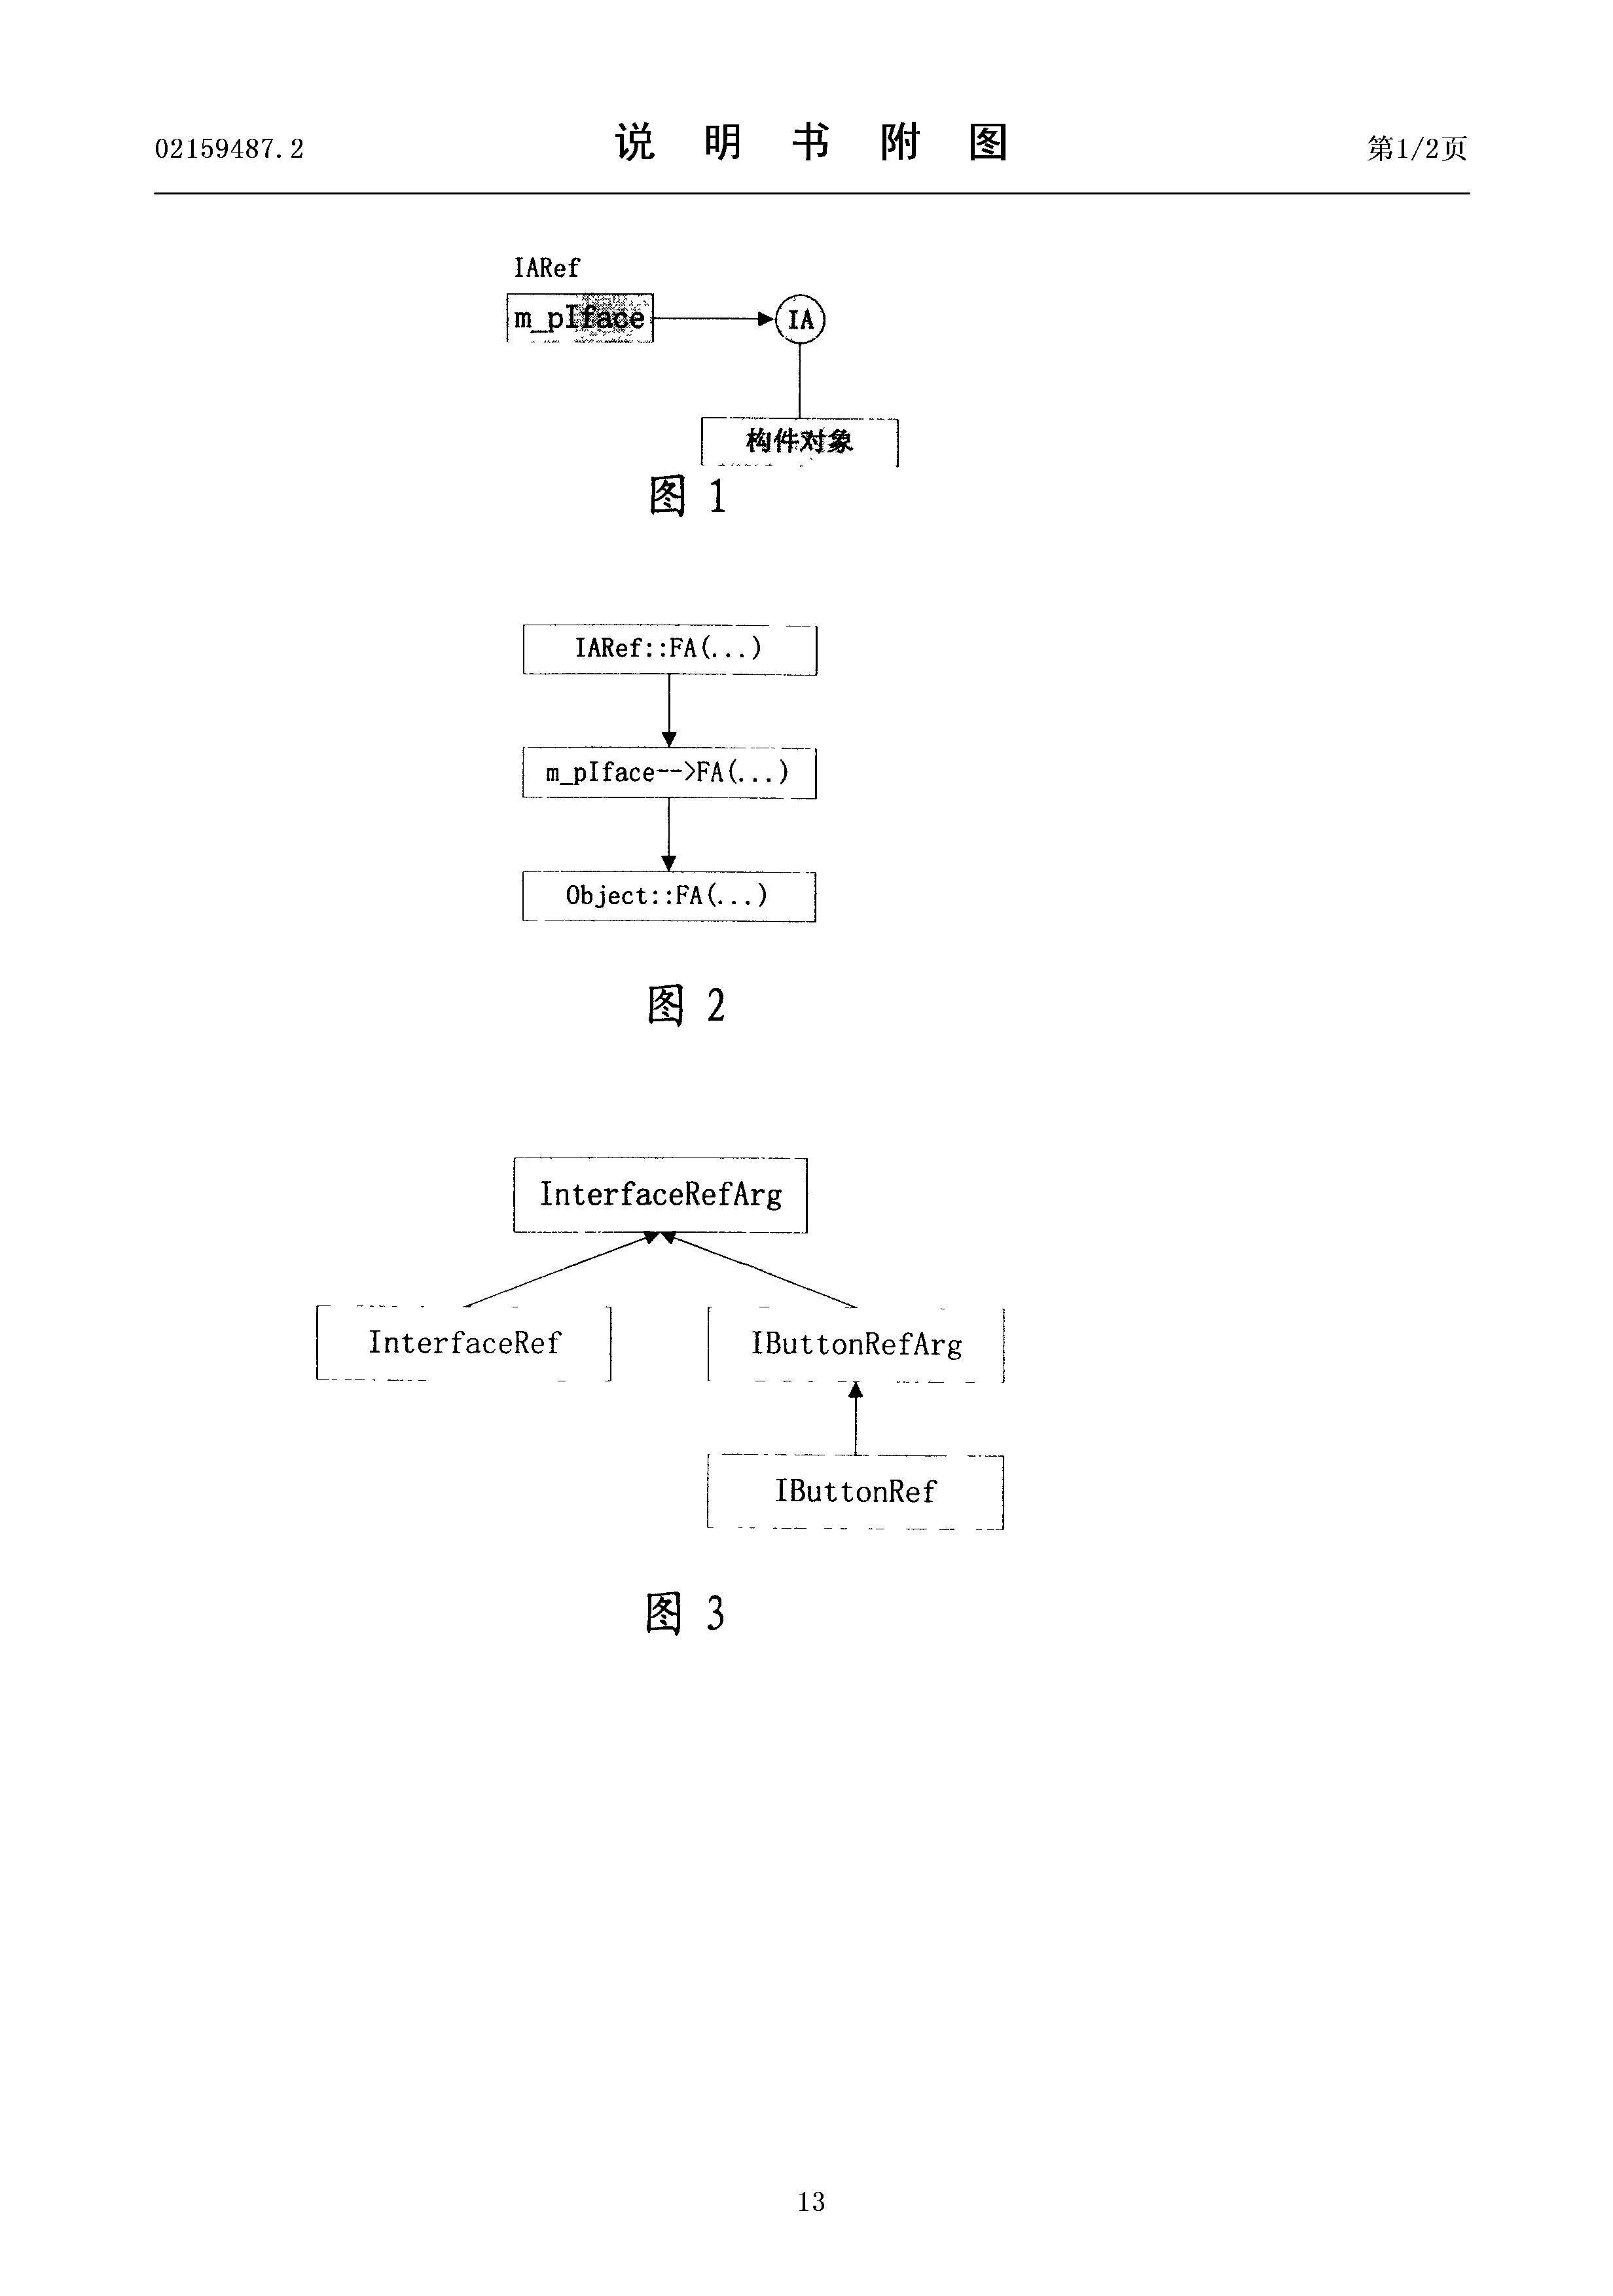 02159487.2 说 明 书 附 图 第1/2页
IARef
m_pIface IA
构件对象
图 1
IARef::FA(...)
m_pIface-->FA(...)
Object::FA(...)
图 2
InterfaceRefArg
InterfaceRef IButtonRefArg
IButtonRef
图 3
13